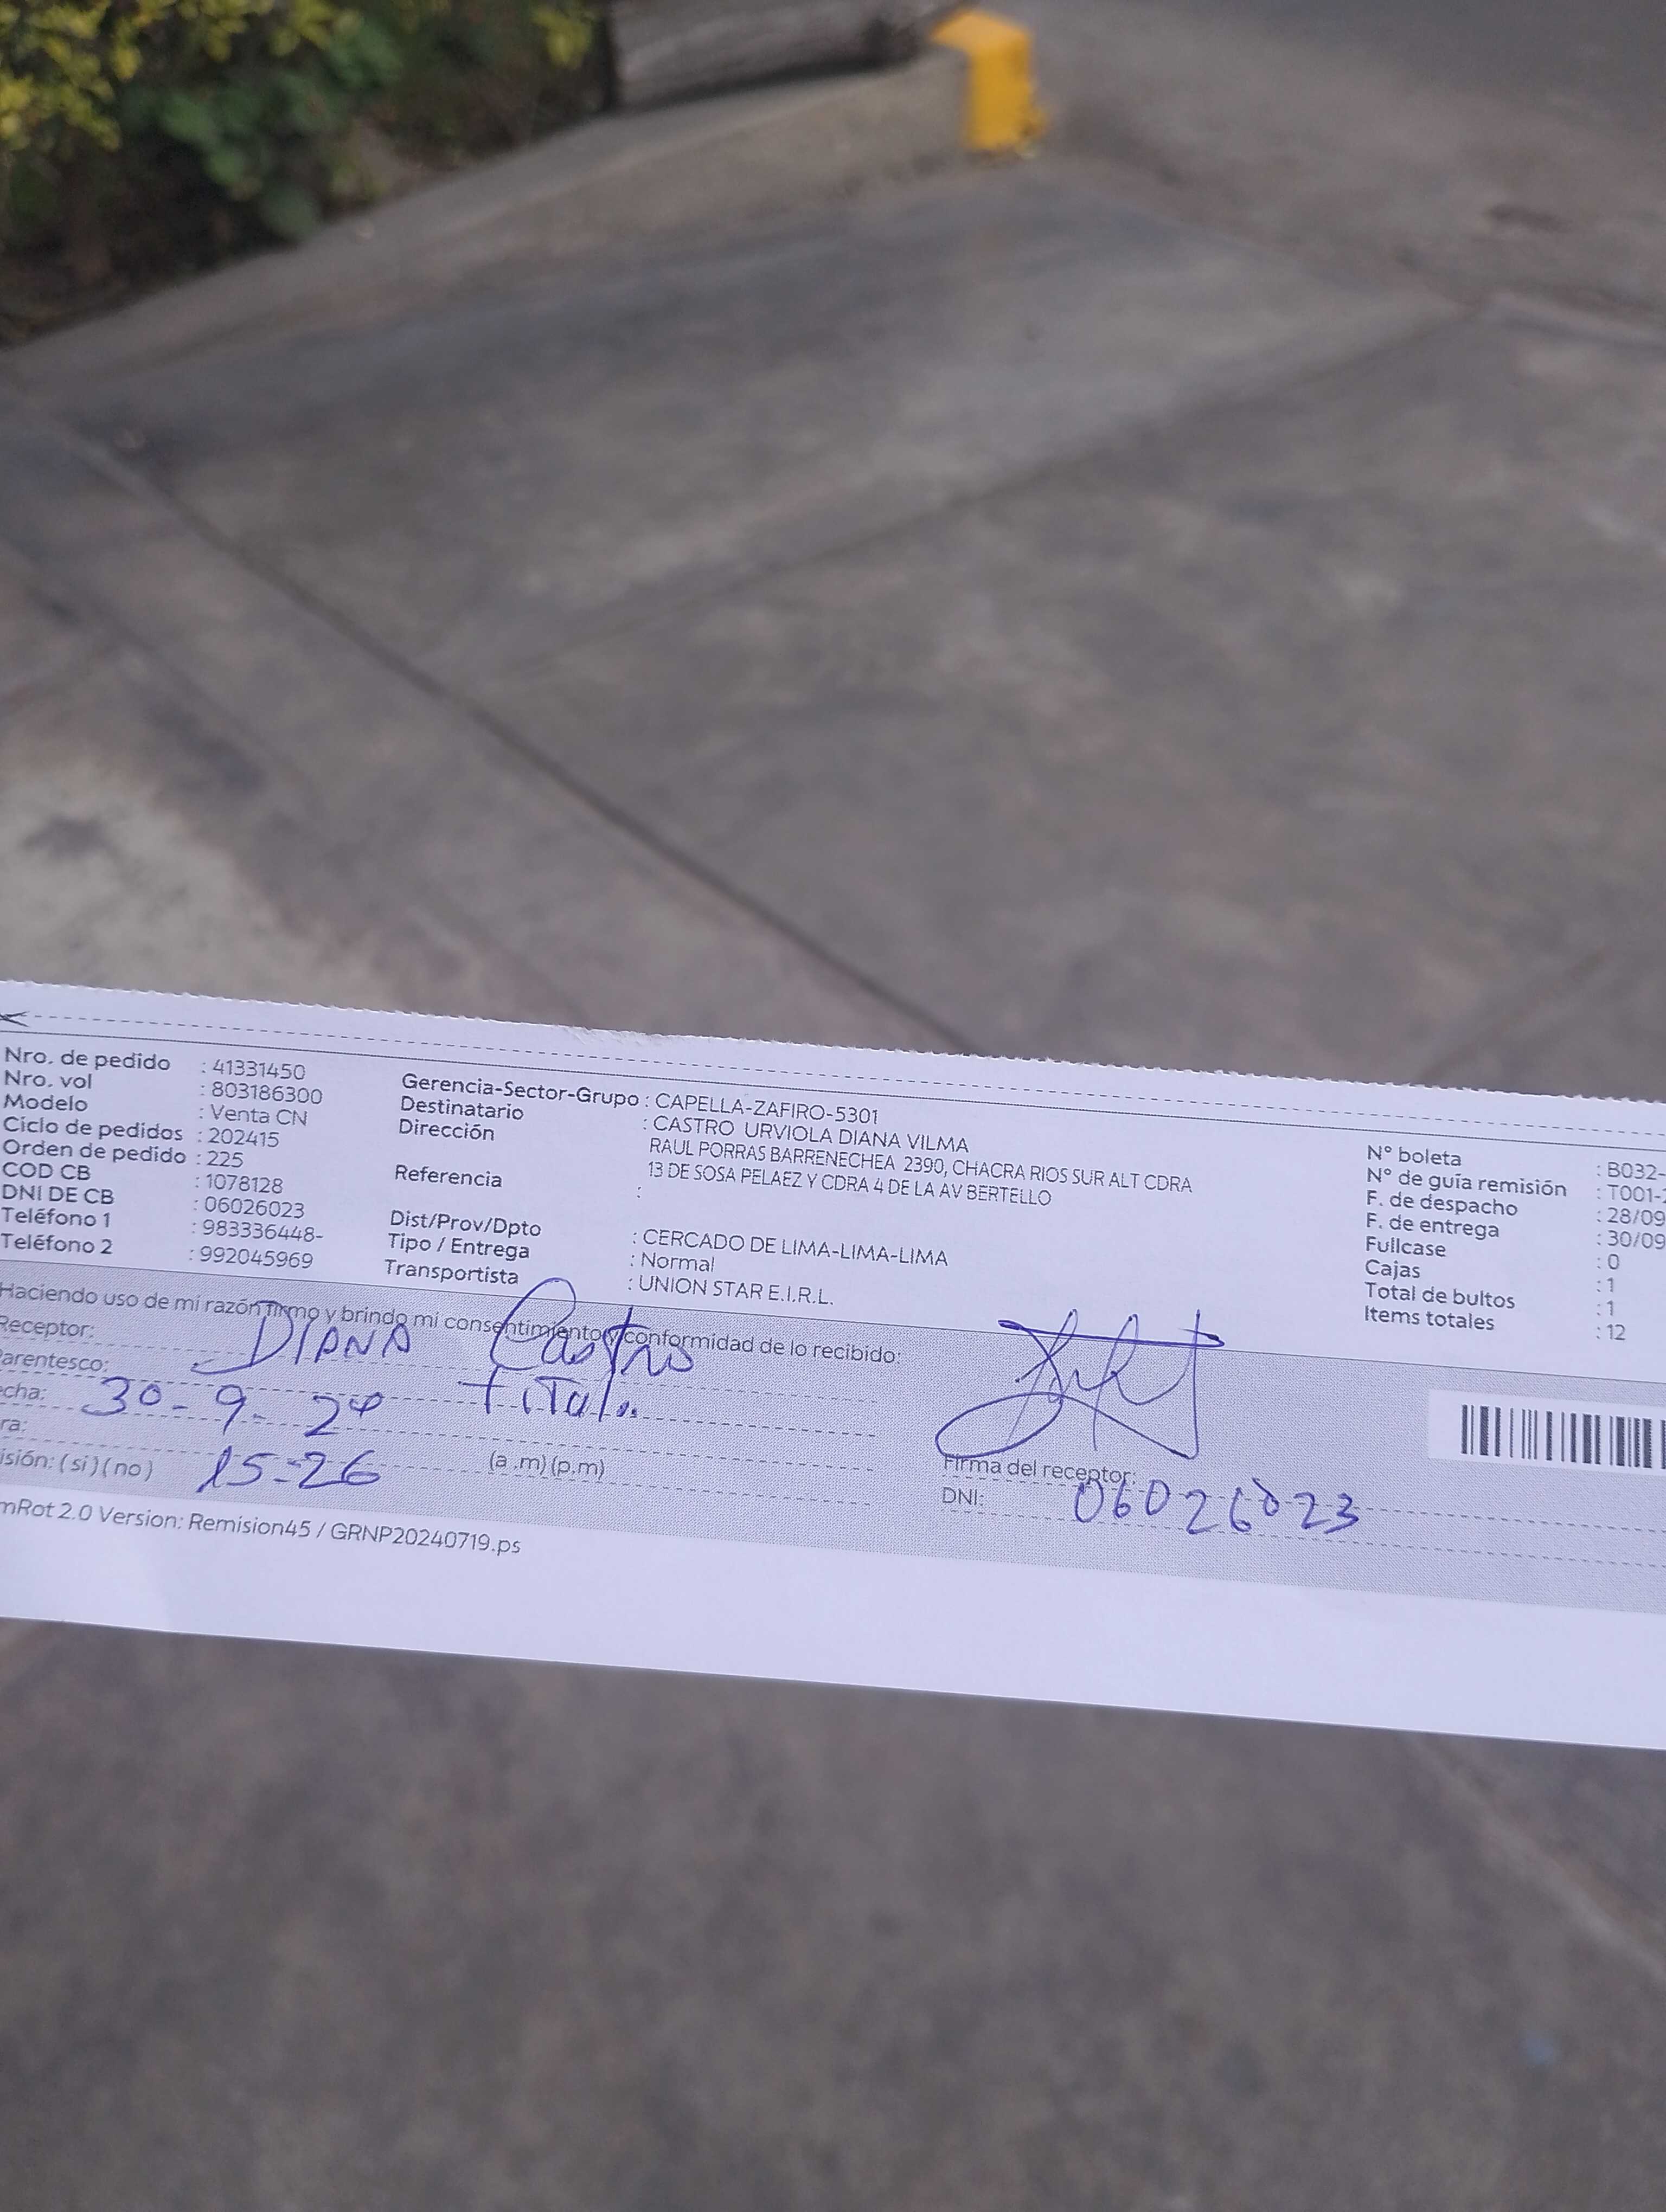 Nro. de pedido : 41331450
Nro. vol : 803186300
Modelo : Venta CN
Ciclo de pedidos : 202415
Orden de pedido : 225
COD CB : 1078128
DNI DE CB : 06026023
Teléfono 1 : 983336448-
Teléfono 2 : 992045969
Gerencia-Sector-Grupo : CAPELLA-ZAFIRO-5301
Destinatario : CASTRO URVIOLA DIANA VILMA
Dirección RAUL PORRAS BARRENECHEA 2390, CHACRA RIOS SUR ALT CDRA
13 DE SOSA PELAEZ Y CDRA 4 DE LA AV BERTELLO
Referencia :
Dist/Prov/Dpto : CERCADO DE LIMA-LIMA-LIMA
Tipo / Entrega : Normal
Transportista : UNION STAR E.I.R.L.
N° boleta : B032-
N° de guía remisión : T001-
F. de despacho : 28/09
F. de entrega : 30/09
Fullcase : 0
Cajas : 1
Total de bultos : 1
Items totales : 12
Haciendo uso de mi razón firmo y brindo mi consentimiento y conformidad de lo recibido:
Receptor: DIANA Castro
arentesco: titular
echa: 30-9-24
ra: 15:26 (a .m) (p.m)
isión: (si) (no)
Firma del receptor:
DNI: 06026023
mRot 2.0 Version: Remision45 / GRNP20240719.ps